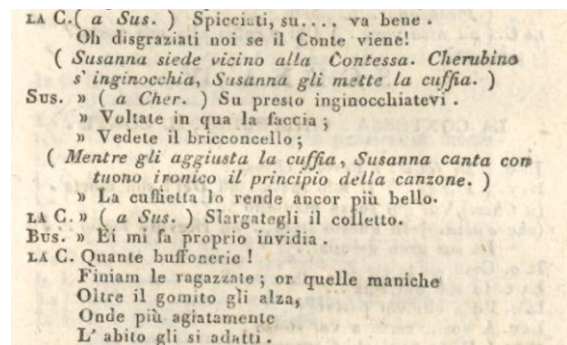 LA C. ( a Sus. ) Spicciati, su.... va bene .
Oh disgraziati noi se il Conte viene!
( Susanna siede vicino alla Contessa. Cherubino
s' inginocchia, Susanna gli mette la cuffia. )
Sus. » ( a Cher. ) Su presto inginocchiatevi .
» Voltate in qua la faccia ;
» Vedete il bricconcello ;
( Mentre gli aggiusta la cuffia, Susanna canta con
tuono ironico il principio della canzone. )
» La cuffietta lo rende ancor più bello.
LA C. » ( a Sus. ) Slargategli il colletto.
Bus. » Ei mi fa proprio invidia .
LA C. Quante buffonerie !
Finiam le ragazzate ; or quelle maniche
Oltre il gomito gli alza,
Onde più agiatamente
L' abito gli si adatti .